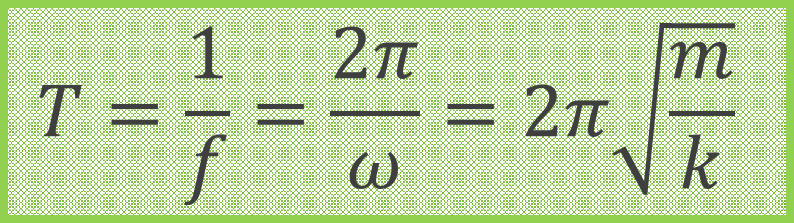 T = 1/f = 2π/ω = 2π√(m/k)